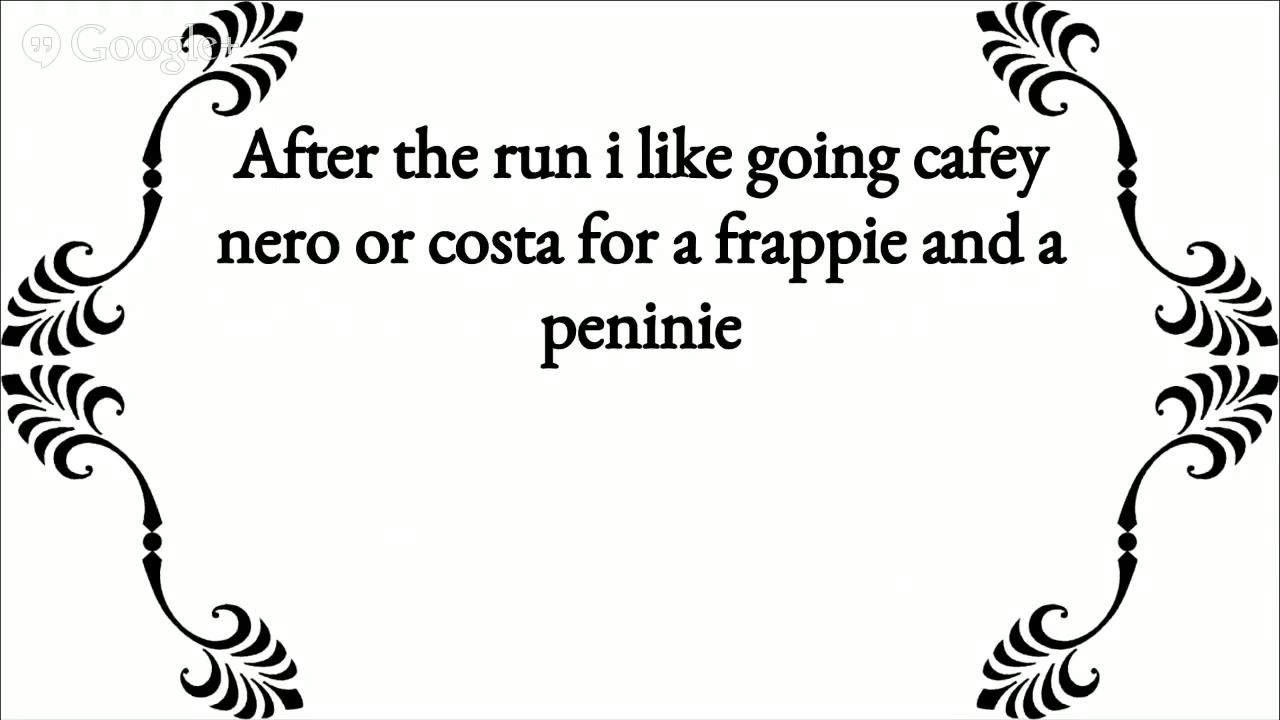 Google+
After the run i like going cafey
nero or costa for a frappie and a
peninie